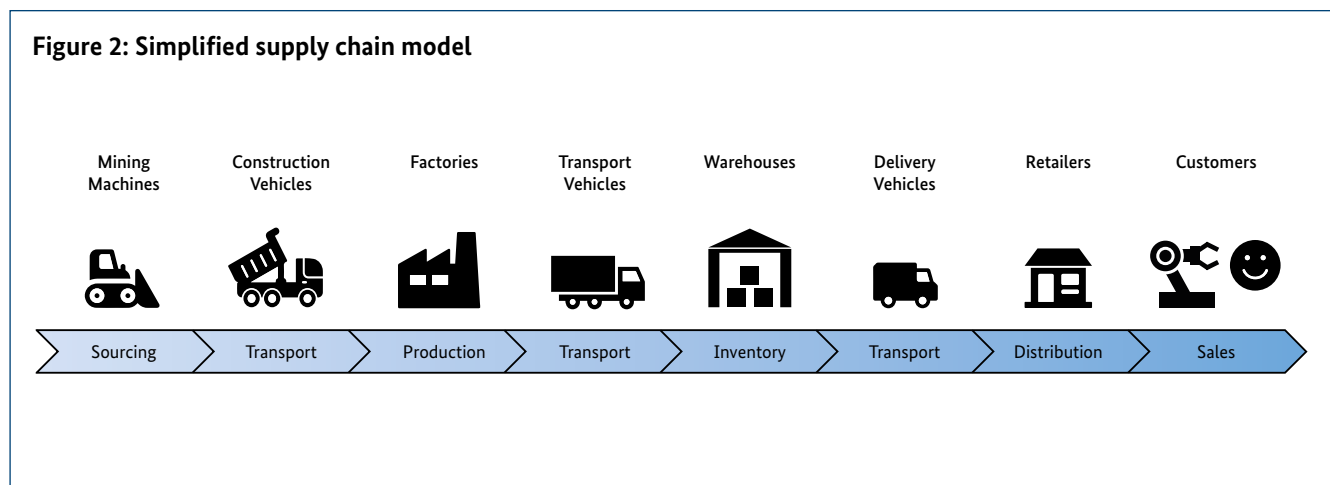 Figure 2: Simplified supply chain model
Mining
Machines
Construction
Vehicles
Factories
Transport
Vehicles
Warehouses
Delivery
Vehicles
Retailers
Customers
Sourcing
Transport
Production
Transport
Inventory
Transport
Distribution
Sales